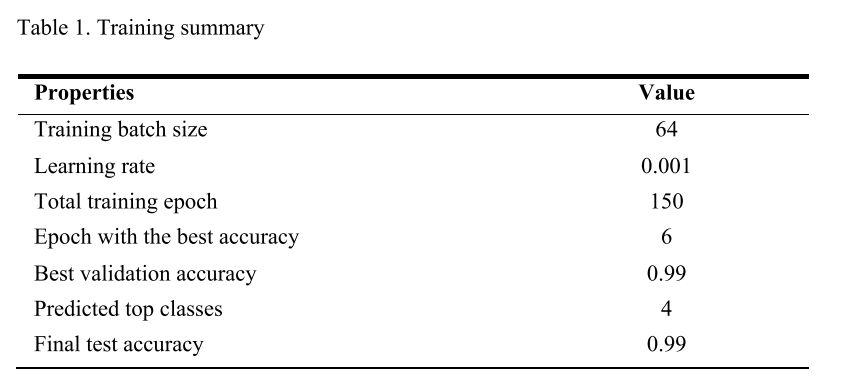 Table 1. Training summary
Properties Value
Training batch size 64
Learning rate 0.001
Total training epoch 150
Epoch with the best accuracy 6
Best validation accuracy 0.99
Predicted top classes 4
Final test accuracy 0.99